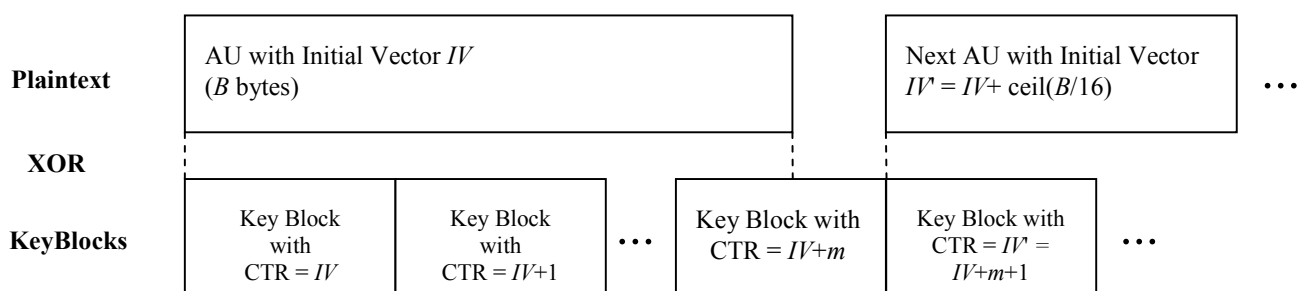 Plaintext
AU with Initial Vector IV
(B bytes)
Next AU with Initial Vector
IV' = IV+ ceil(B/16)
...
XOR
KeyBlocks
Key Block
with
CTR = IV
Key Block
with
CTR = IV+1
...
Key Block with
CTR = IV+m
Key Block with
CTR = IV' =
IV+m+1
...